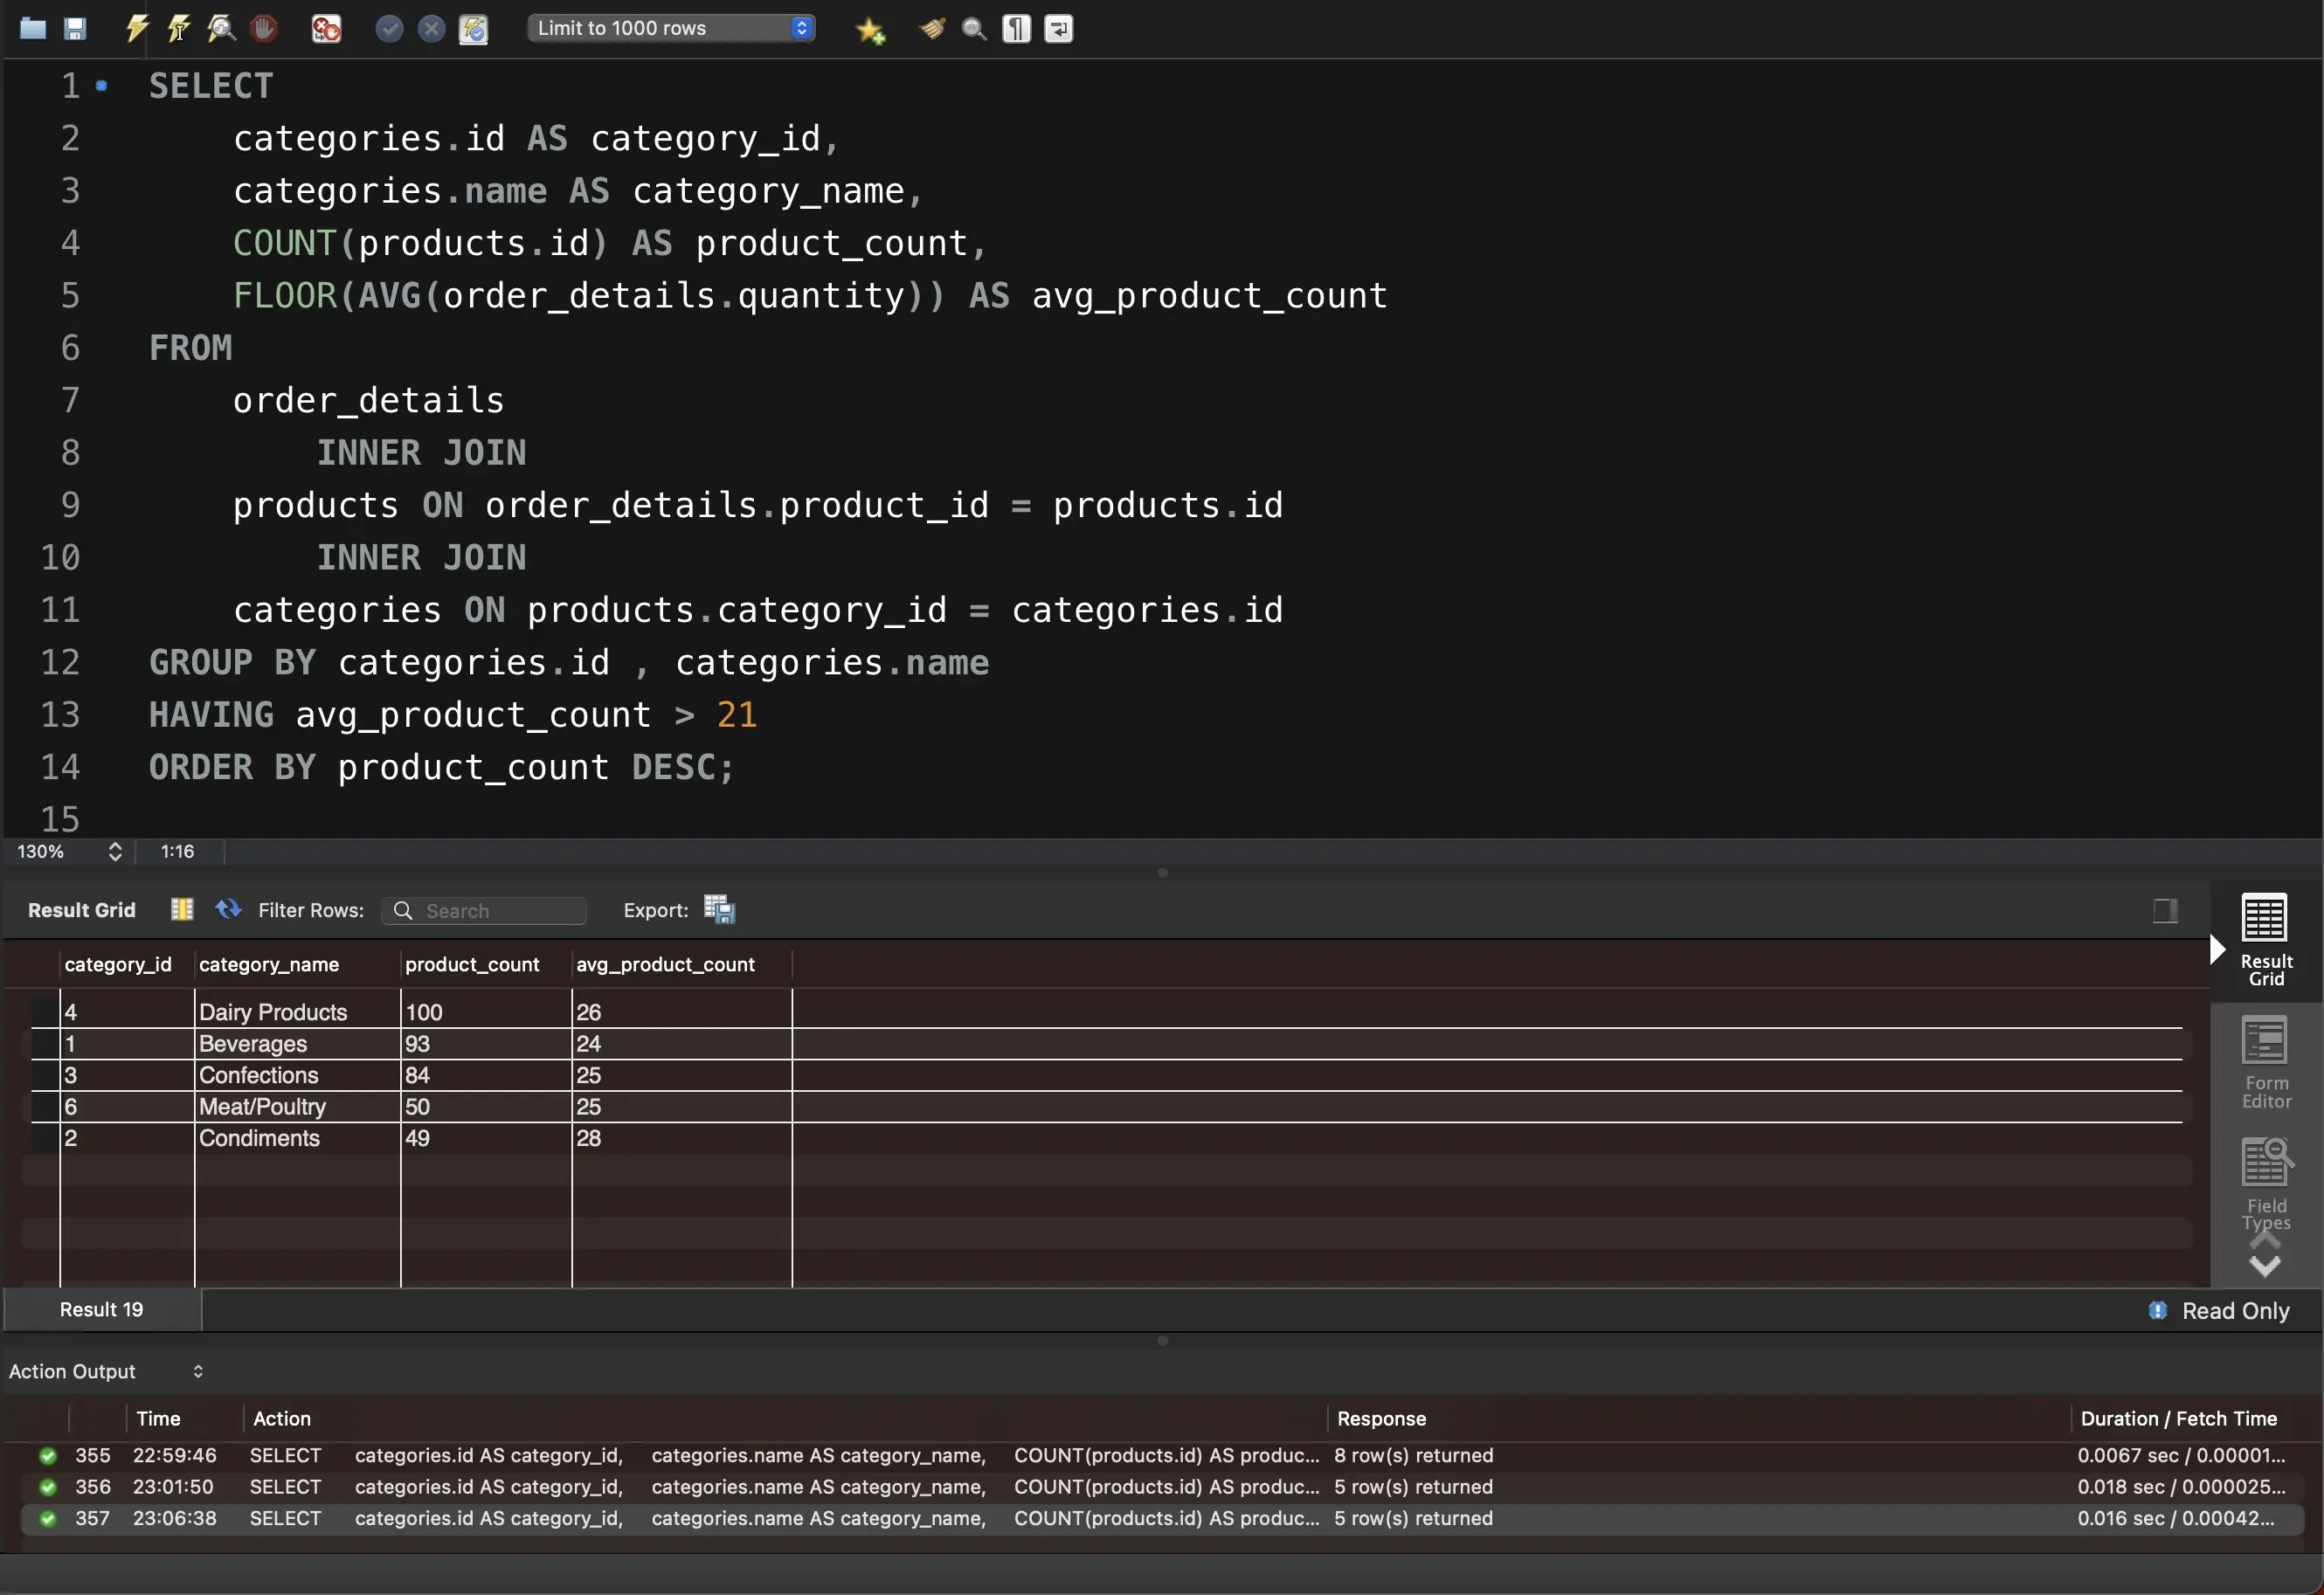 Limit to 1000 rows
1 SELECT
2 categories.id AS category_id,
3 categories.name AS category_name,
4 COUNT(products.id) AS product_count,
5 FLOOR(AVG(order_details.quantity)) AS avg_product_count
6 FROM
7 order_details
8 INNER JOIN
9 products ON order_details.product_id = products.id
10 INNER JOIN
11 categories ON products.category_id = categories.id
12 GROUP BY categories.id , categories.name
13 HAVING avg_product_count > 21
14 ORDER BY product_count DESC;
15
130% 1:16
Result Grid Filter Rows: Search Export:
category_id category_name product_count avg_product_count
4 Dairy Products 100 26
1 Beverages 93 24
3 Confections 84 25
6 Meat/Poultry 50 25
2 Condiments 49 28
Result
Grid
Form
Editor
Field
Types
Result 19 Read Only
Action Output
Time Action Response Duration / Fetch Time
355 22:59:46 SELECT categories.id AS category_id, categories.name AS category_name, COUNT(products.id) AS produc... 8 row(s) returned 0.0067 sec / 0.00001...
356 23:01:50 SELECT categories.id AS category_id, categories.name AS category_name, COUNT(products.id) AS produc... 5 row(s) returned 0.018 sec / 0.000025...
357 23:06:38 SELECT categories.id AS category_id, categories.name AS category_name, COUNT(products.id) AS produc... 5 row(s) returned 0.016 sec / 0.00042...